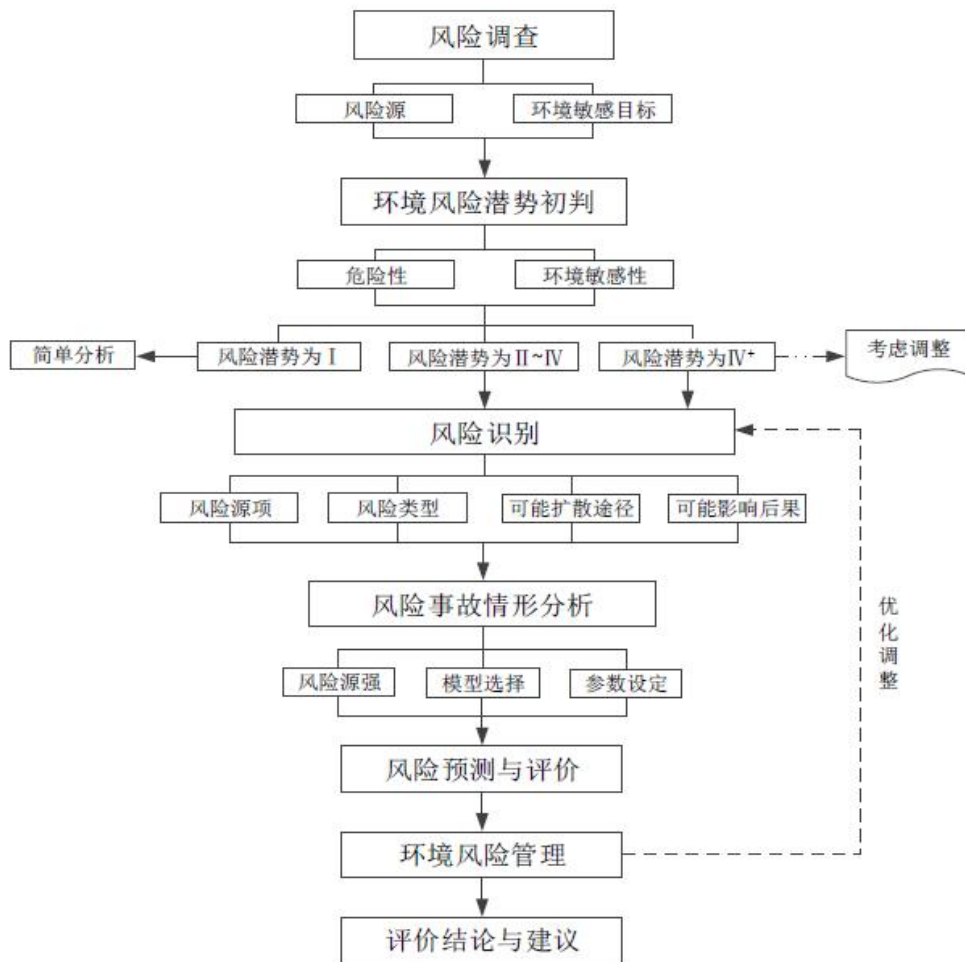 风险调查
风险源
环境敏感目标
环境风险潜势初判
危险性
环境敏感性
简单分析
风险潜势为Ⅰ
风险潜势为Ⅱ~Ⅳ
风险潜势为Ⅳ⁺
考虑调整
风险识别
风险源项
风险类型
可能扩散途径
可能影响后果
风险事故情形分析
优化调整
风险源强
模型选择
参数设定
风险预测与评价
环境风险管理
评价结论与建议